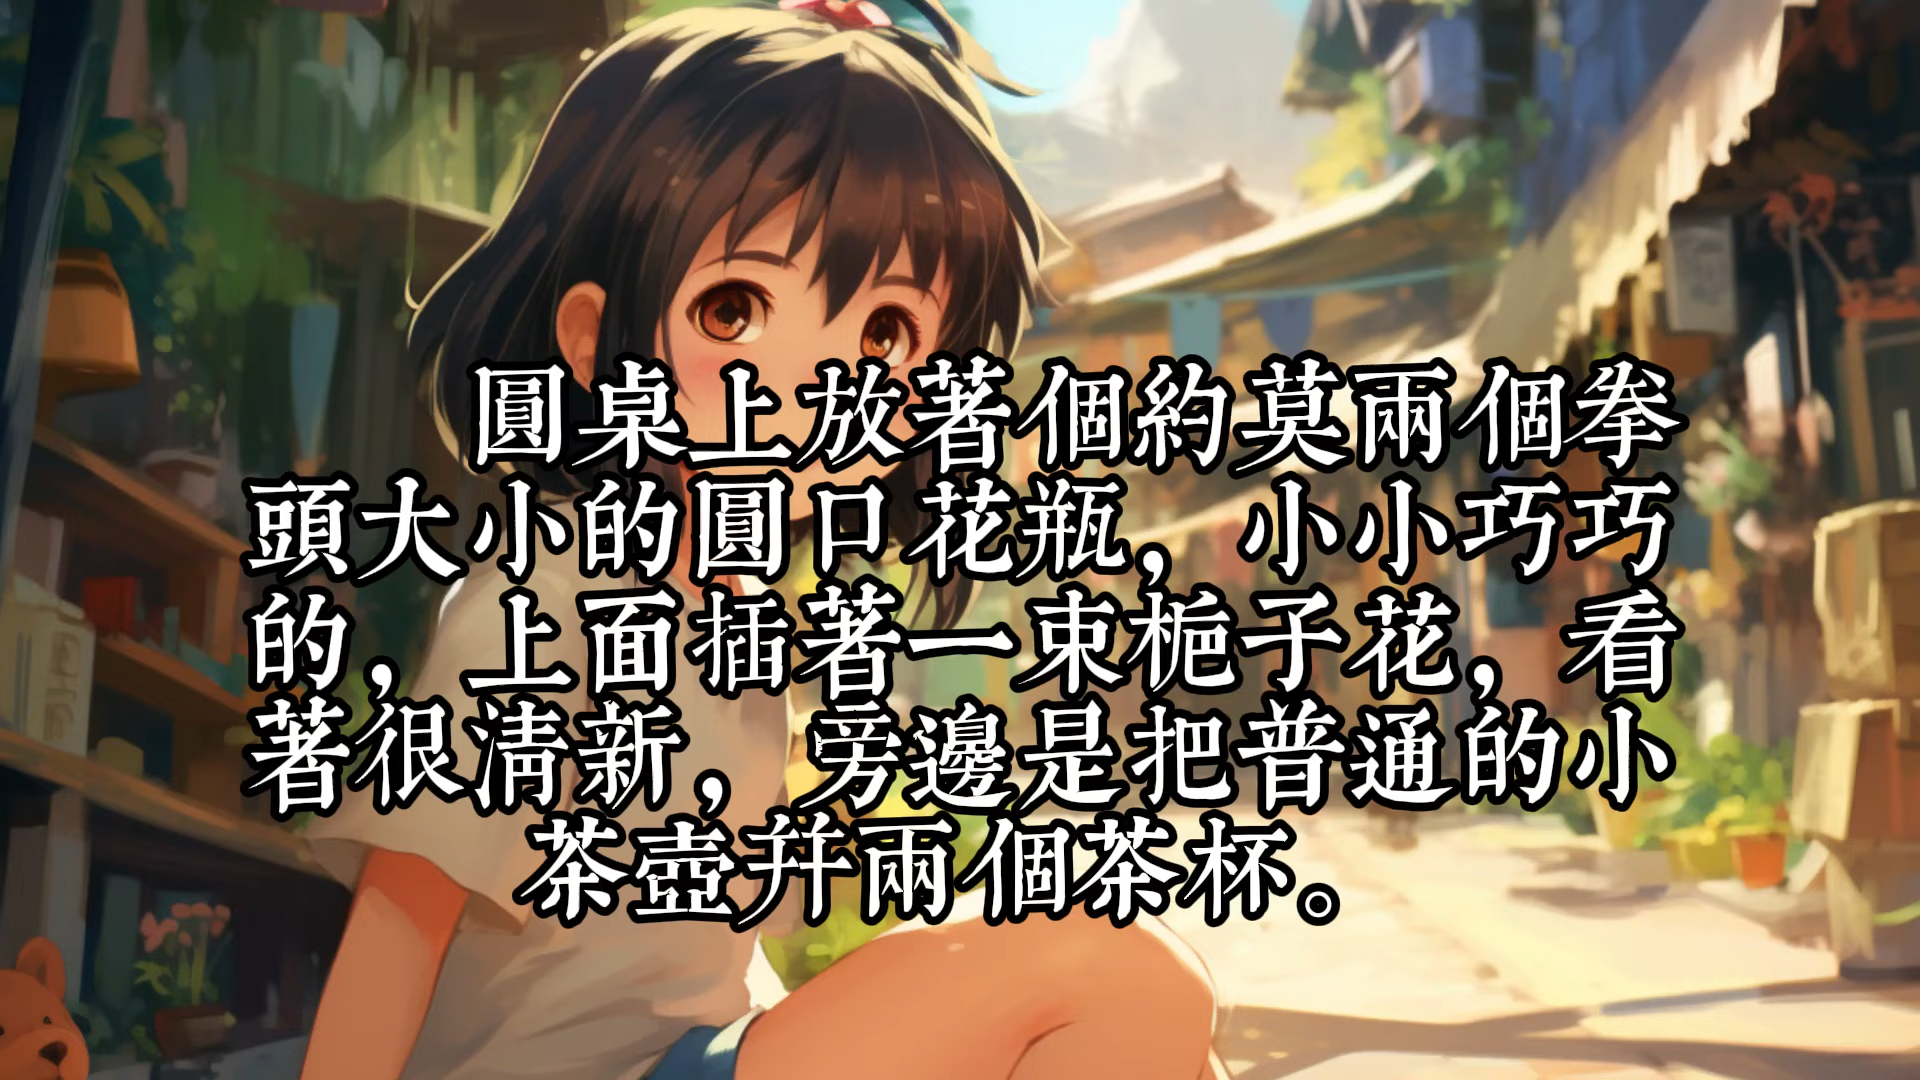 圓桌上放著個約莫兩個拳
頭大小的圓口花瓶，小小巧巧
的，上面插著一束梔子花，看
著很清新，旁邊是把普通的小
茶壺并兩個茶杯。